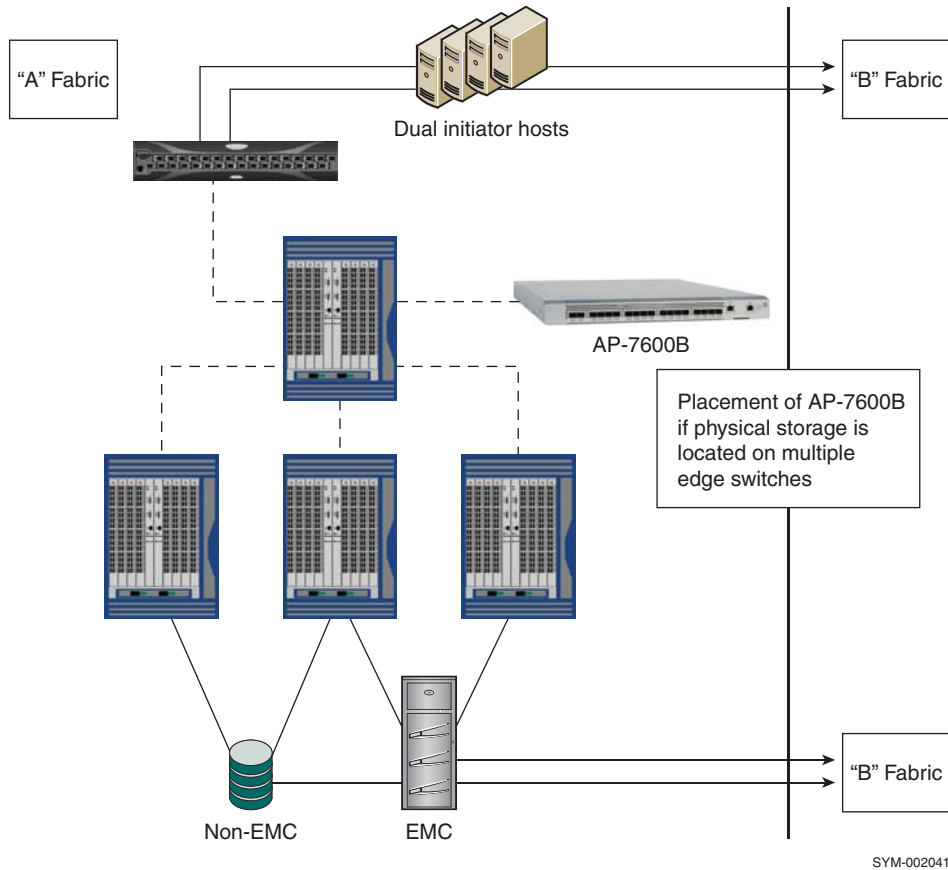 “A” Fabric
“B” Fabric
Dual initiator hosts
AP-7600B
Placement of AP-7600B
if physical storage is
located on multiple
edge switches
“B” Fabric
Non-EMC
EMC
SYM-002041